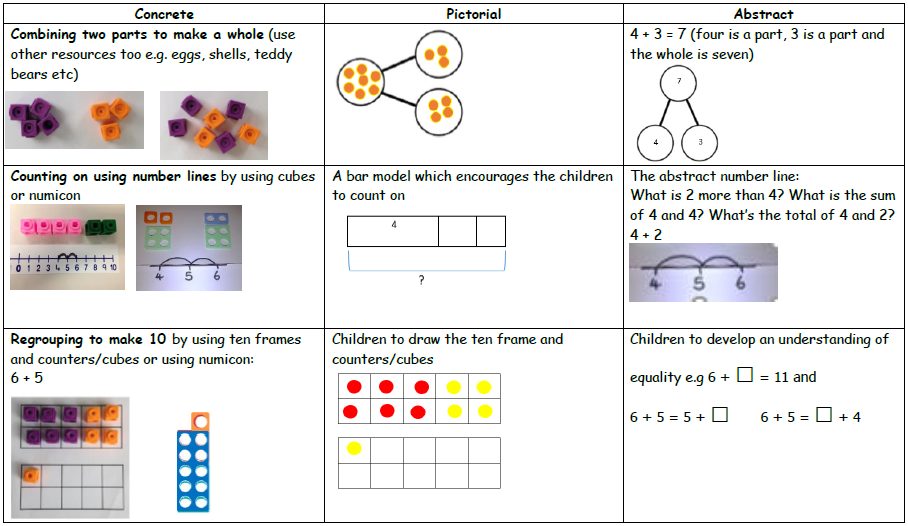 Concrete
Pictorial
Abstract
Combining two parts to make a whole (use
other resources too e.g. eggs, shells, teddy
bears etc)
4 + 3 = 7 (four is a part, 3 is a part and
the whole is seven)
7
4
3
Counting on using number lines by using cubes
or numicon
0 1 2 3 4 5 6 7 8 9 10
4 5 6
A bar model which encourages the children
to count on
4
?
The abstract number line:
What is 2 more than 4? What is the sum
of 4 and 4? What's the total of 4 and 2?
4 + 2
4 5 6
Regrouping to make 10 by using ten frames
and counters/cubes or using numicon:
6 + 5
Children to draw the ten frame and
counters/cubes
Children to develop an understanding of
equality e.g 6 + □ = 11 and
6 + 5 = 5 + □ 6 + 5 = □ + 4